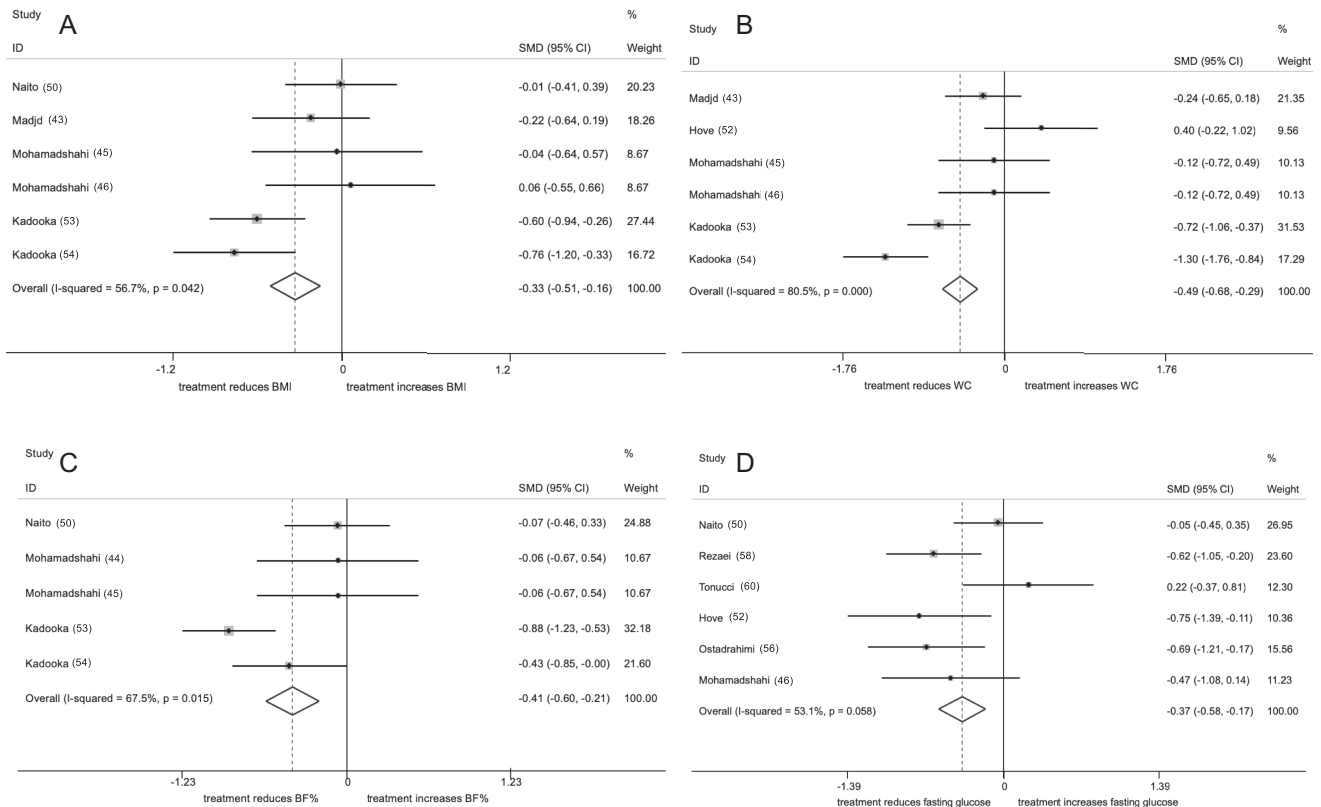 A
Study %
ID SMD (95% CI) Weight
Naito (50) -0.01 (-0.41, 0.39) 20.23
Madjd (43) -0.22 (-0.64, 0.19) 18.26
Mohamadshahi (45) -0.04 (-0.64, 0.57) 8.67
Mohamadshahi (46) 0.06 (-0.55, 0.66) 8.67
Kadooka (53) -0.60 (-0.94, -0.26) 27.44
Kadooka (54) -0.76 (-1.20, -0.33) 16.72
Overall (I-squared = 56.7%, p = 0.042) -0.33 (-0.51, -0.16) 100.00
-1.2 0 1.2
treatment reduces BMI treatment increases BMI
B
Study %
ID SMD (95% CI) Weight
Madjd (43) -0.24 (-0.65, 0.18) 21.35
Hove (52) 0.40 (-0.22, 1.02) 9.56
Mohamadshahi (45) -0.12 (-0.72, 0.49) 10.13
Mohamadshah (46) -0.12 (-0.72, 0.49) 10.13
Kadooka (53) -0.72 (-1.06, -0.37) 31.53
Kadooka (54) -1.30 (-1.76, -0.84) 17.29
Overall (I-squared = 80.5%, p = 0.000) -0.49 (-0.68, -0.29) 100.00
-1.76 0 1.76
treatment reduces WC treatment increases WC
C
Study %
ID SMD (95% CI) Weight
Naito (50) -0.07 (-0.46, 0.33) 24.88
Mohamadshahi (44) -0.06 (-0.67, 0.54) 10.67
Mohamadshahi (45) -0.06 (-0.67, 0.54) 10.67
Kadooka (53) -0.88 (-1.23, -0.53) 32.18
Kadooka (54) -0.43 (-0.85, -0.00) 21.60
Overall (I-squared = 67.5%, p = 0.015) -0.41 (-0.60, -0.21) 100.00
-1.23 0 1.23
treatment reduces BF% treatment increases BF%
D
Study %
ID SMD (95% CI) Weight
Naito (50) -0.05 (-0.45, 0.35) 26.95
Rezaei (58) -0.62 (-1.05, -0.20) 23.60
Tonucci (60) 0.22 (-0.37, 0.81) 12.30
Hove (52) -0.75 (-1.39, -0.11) 10.36
Ostadrahimi (56) -0.69 (-1.21, -0.17) 15.56
Mohamadshahi (46) -0.47 (-1.08, 0.14) 11.23
Overall (I-squared = 53.1%, p = 0.058) -0.37 (-0.58, -0.17) 100.00
-1.39 0 1.39
treatment reduces fasting glucose treatment increases fasting glucose